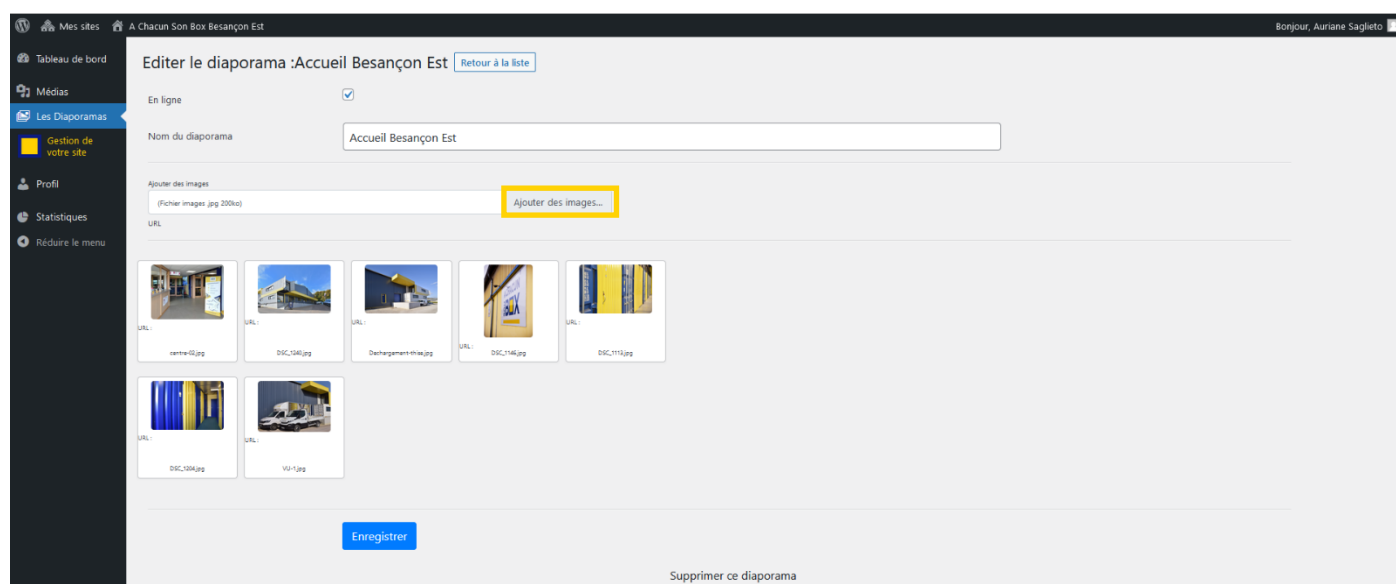 Mes sites
A Chacun Son Box Besançon Est
Bonjour, Auriane Saglieto
Tableau de bord
Médias
Les Diaporamas
Gestion de
votre site
Profil
Statistiques
Réduire le menu
Editer le diaporama :Accueil Besançon Est
Retour à la liste
En ligne
Nom du diaporama
Accueil Besançon Est
Ajouter des images
(Fichier images .jpg 200ko)
Ajouter des images...
URL
URL :
centre-02.jpg
URL :
DSC_1240.jpg
URL :
Dechargement-thise.jpg
BOX
URL :
DSC_1146.jpg
URL :
DSC_1113.jpg
URL :
DSC_1204.jpg
URL :
VU-1.jpg
Enregistrer
Supprimer ce diaporama